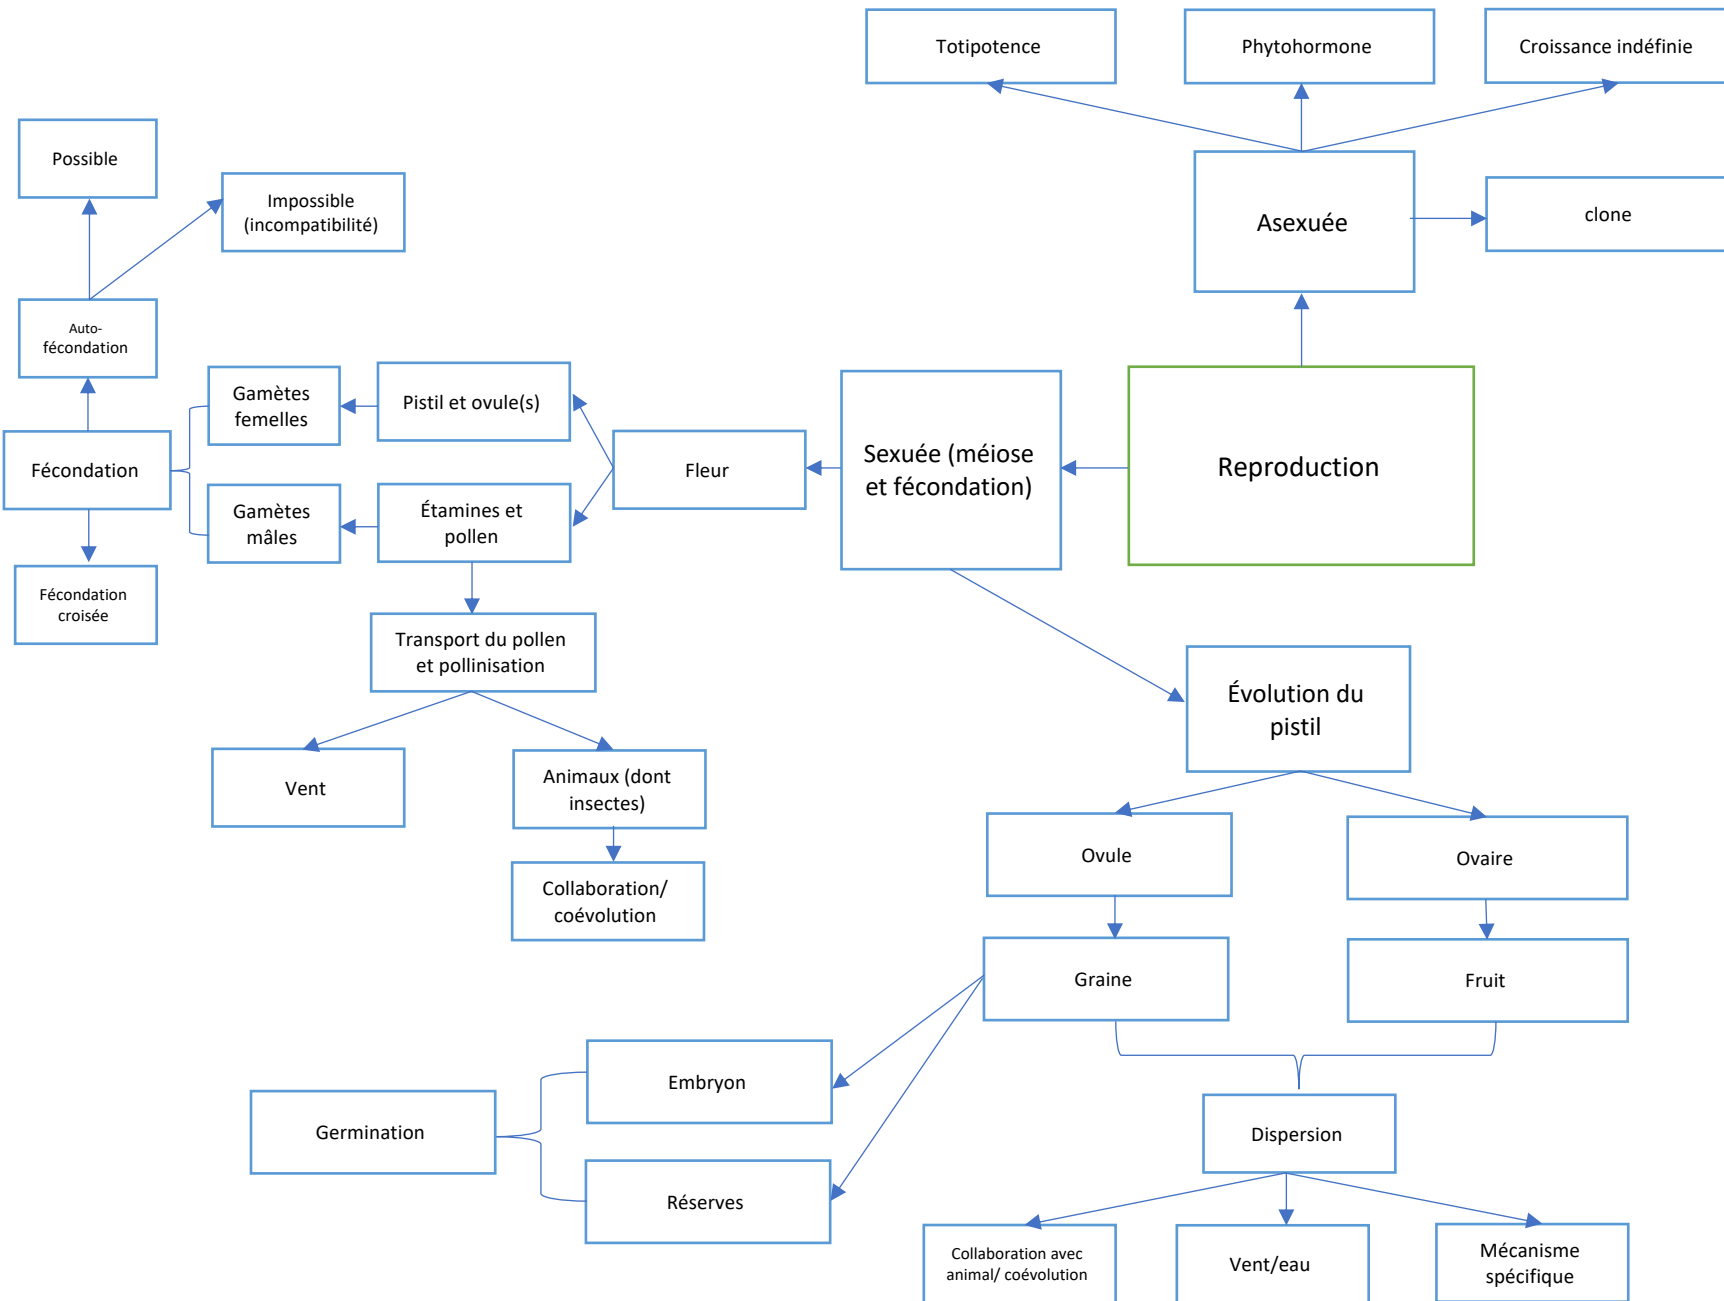 Totipotence
Phytohormone
Croissance indéfinie
Possible
Impossible
(incompatibilité)
Asexuée
clone
Auto-
fécondation
Gamètes
femelles
Pistil et ovule(s)
Fécondation
Fleur
Sexuée (méiose
et fécondation)
Reproduction
Gamètes
mâles
Étamines et
pollen
Fécondation
croisée
Transport du pollen
et pollinisation
Évolution du
pistil
Vent
Animaux (dont
insectes)
Ovule
Ovaire
Collaboration/
coévolution
Graine
Fruit
Embryon
Germination
Dispersion
Réserves
Collaboration avec
animal/ coévolution
Vent/eau
Mécanisme
spécifique